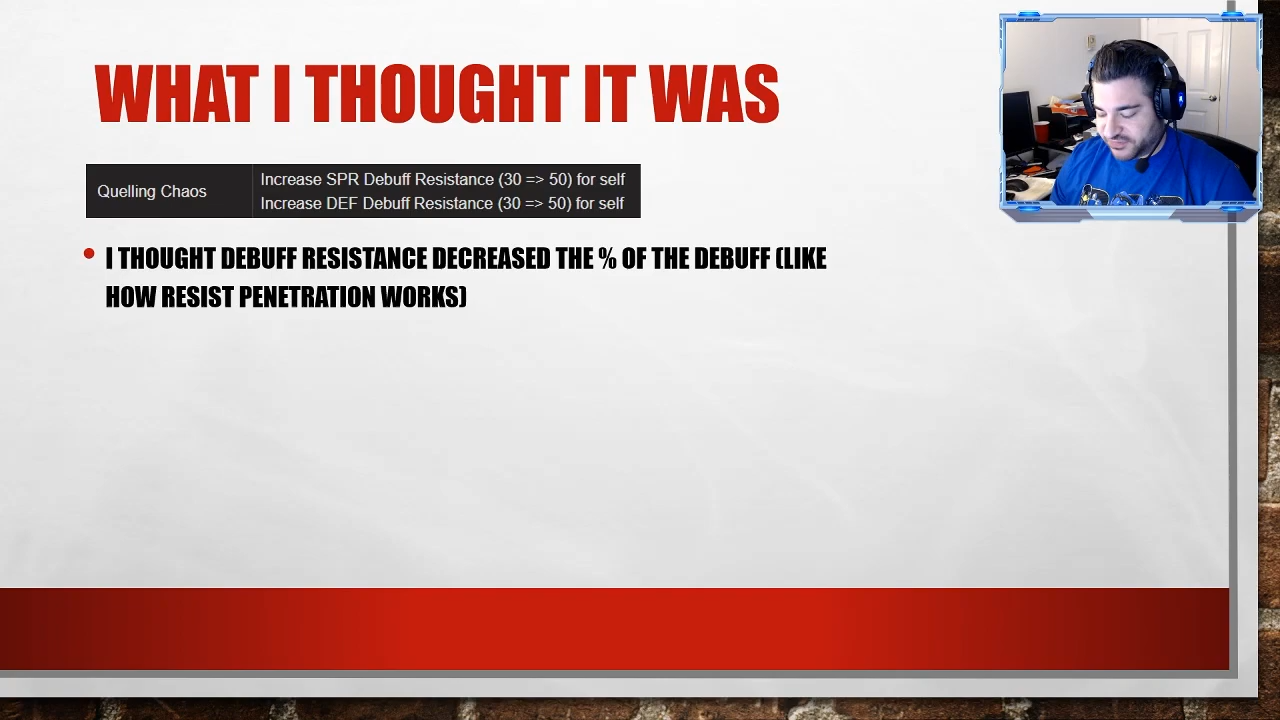 WHAT I THOUGHT IT WAS
Quelling Chaos
Increase SPR Debuff Resistance (30 => 50) for self
Increase DEF Debuff Resistance (30 => 50) for self
• I THOUGHT DEBUFF RESISTANCE DECREASED THE % OF THE DEBUFF (LIKE
HOW RESIST PENETRATION WORKS)